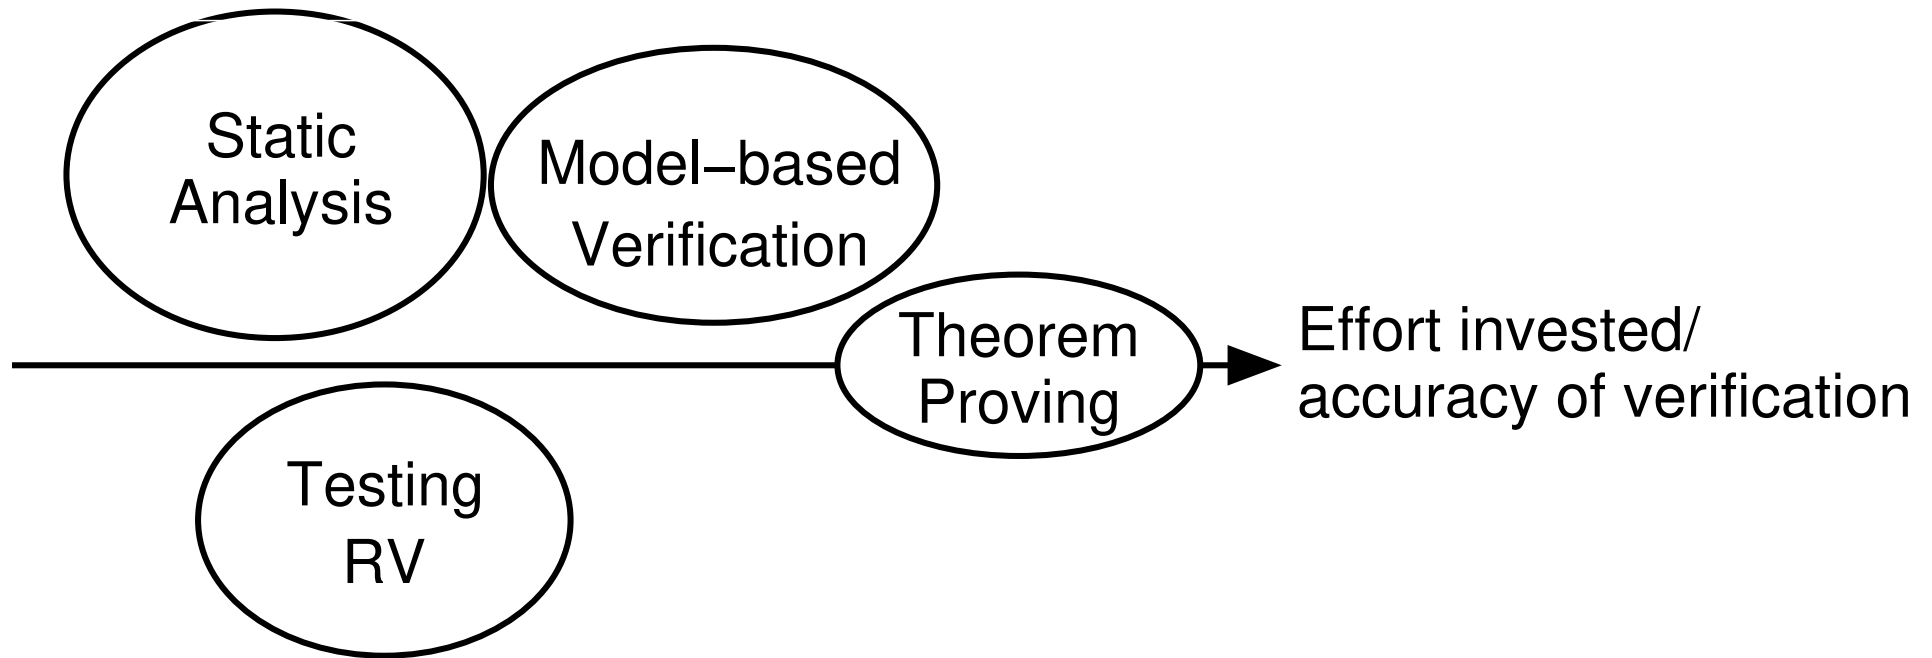 Static
Analysis
Model–based
Verification
Theorem
Proving
Effort invested/
accuracy of verification
Testing
RV